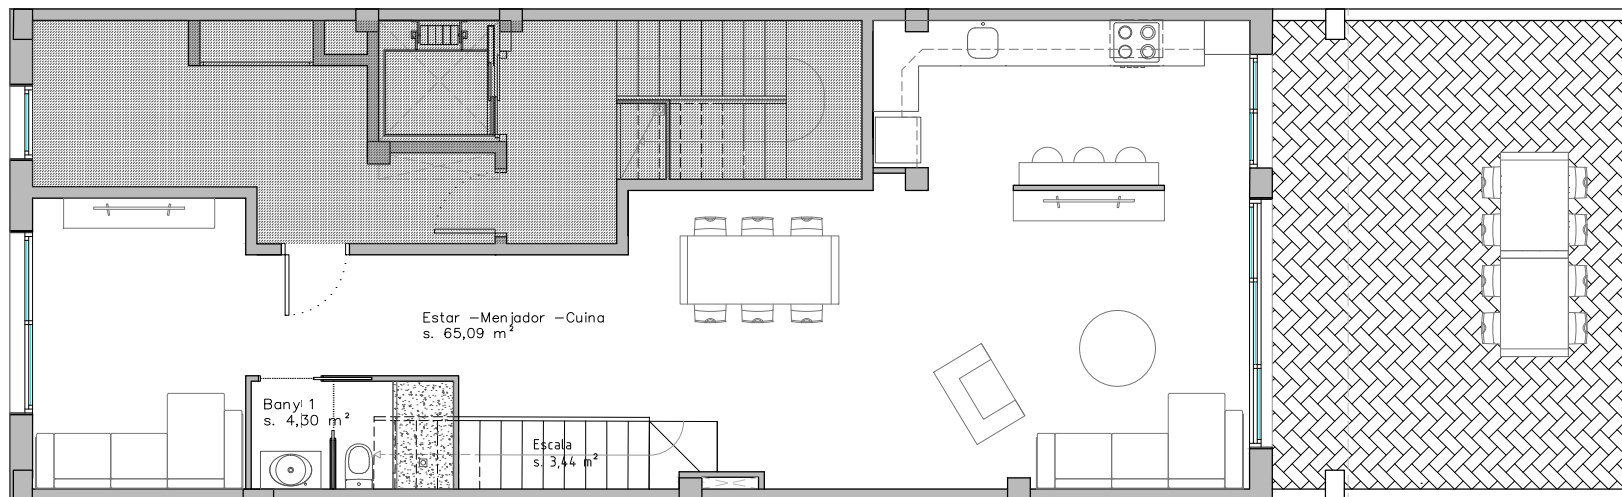 Estar –Menjador –Cuina
s. 65,09 m²
Bany 1
s. 4,30 m²
Escala
s. 3,44 m²